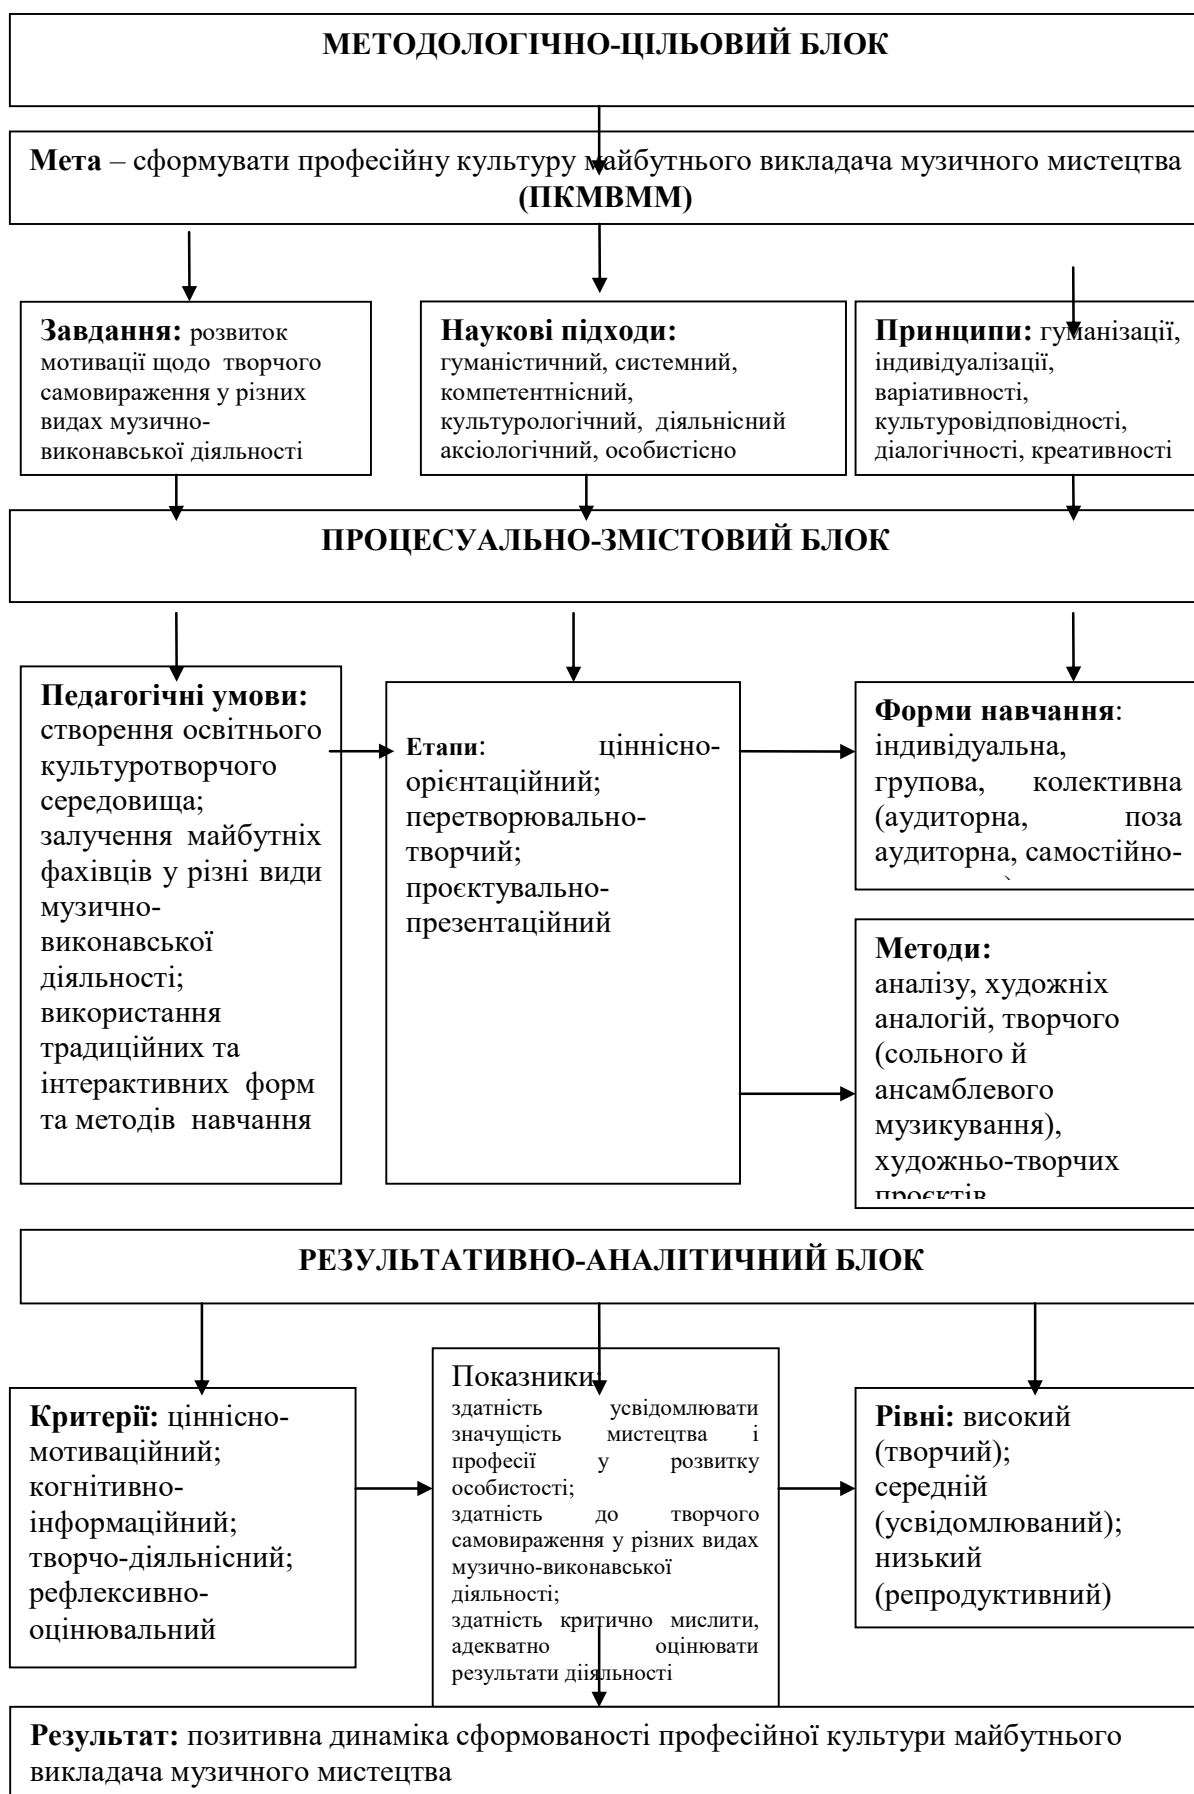 МЕТОДОЛОГІЧНО-ЦІЛЬОВИЙ БЛОК
Мета – сформувати професійну культуру майбутнього викладача музичного мистецтва
(ПКМВММ)
Завдання: розвиток
мотивації щодо творчого
самовираження у різних
видах музично-
виконавської діяльності
Наукові підходи:
гуманістичний, системний,
компетентнісний,
культурологічний, діяльнісний
аксіологічний, особистісно
Принципи: гуманізації,
індивідуалізації,
варіативності,
культуровідповідності,
діалогічності, креативності
ПРОЦЕСУАЛЬНО-ЗМІСТОВИЙ БЛОК
Педагогічні умови:
створення освітнього
культуротворчого
середовища;
залучення майбутніх
фахівців у різні види
музично-
виконавської
діяльності;
використання
традиційних та
інтерактивних форм
та методів навчання
Етапи: ціннісно-
орієнтаційний;
перетворювально-
творчий;
проєктувально-
презентаційний
Форми навчання:
індивідуальна,
групова, колективна
(аудиторна, поза
аудиторна, самостійно-
Методи:
аналізу, художніх
аналогій, творчого
(сольного й
ансамблевого
музикування),
художньо-творчих
проєктів
РЕЗУЛЬТАТИВНО-АНАЛІТИЧНИЙ БЛОК
Критерії: ціннісно-
мотиваційний;
когнітивно-
інформаційний;
творчо-діяльнісний;
рефлексивно-
оцінювальний
Показники:
здатність усвідомлювати
значущість мистецтва і
професії у розвитку
особистості;
здатність до творчого
самовираження у різних видах
музично-виконавської
діяльності;
здатність критично мислити,
адекватно оцінювати
результати дііяльності
Рівні: високий
(творчий);
середній
(усвідомлюваний);
низький
(репродуктивний)
Результат: позитивна динаміка сформованості професійної культури майбутнього
викладача музичного мистецтва